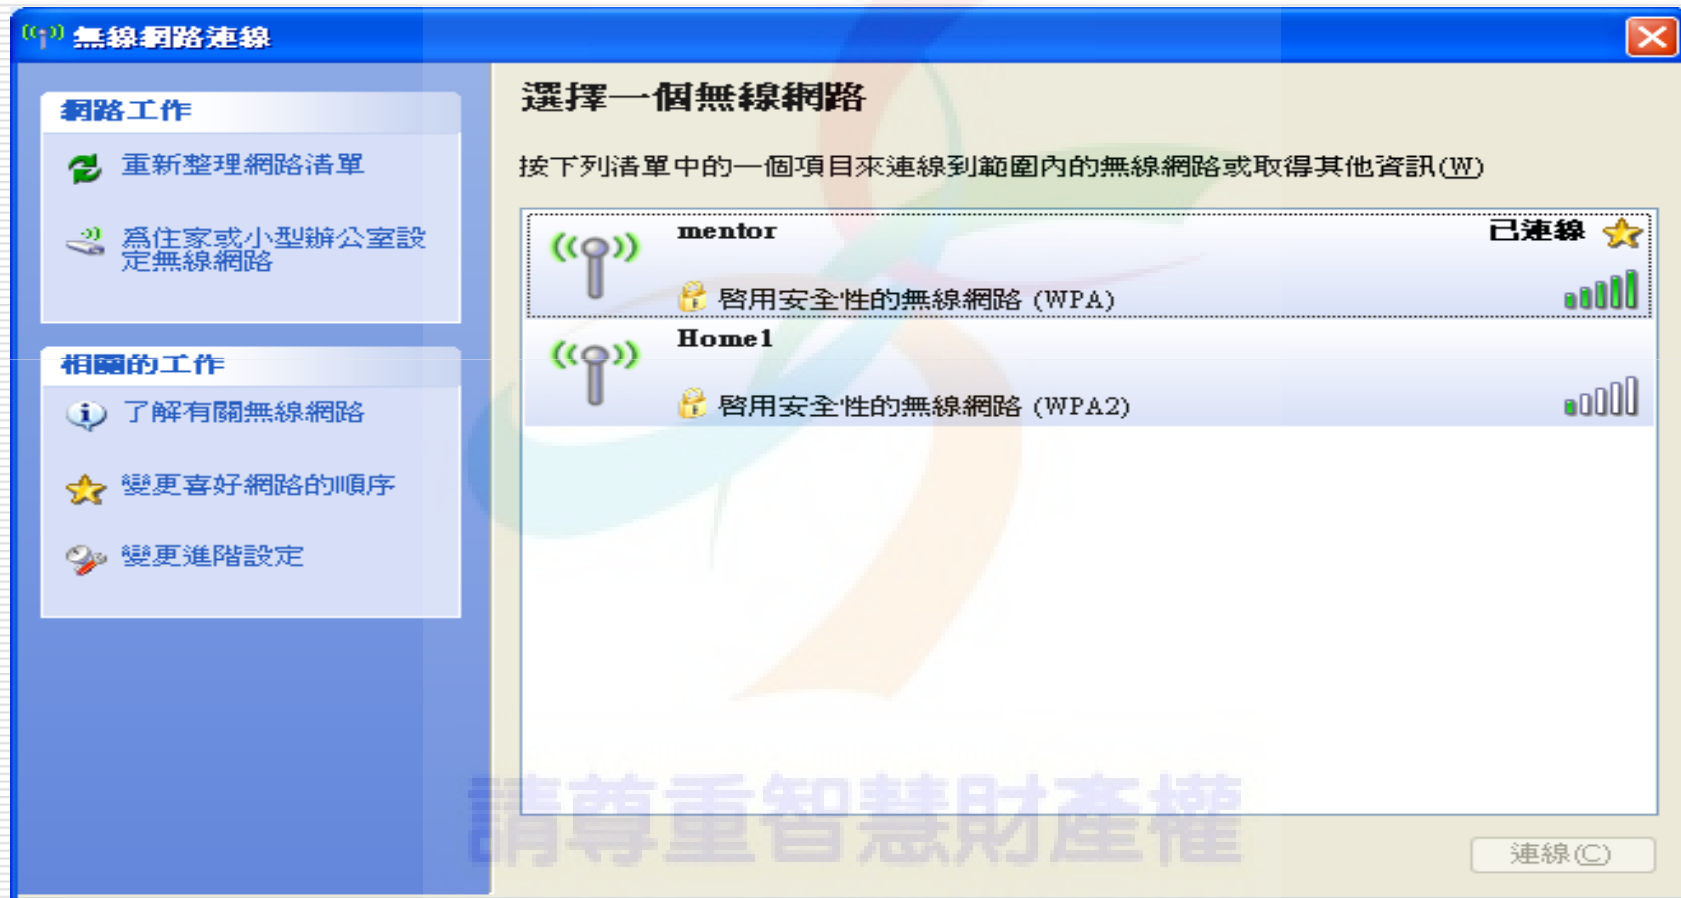 無線網路連線
網路工作
重新整理網路清單
為住家或小型辦公室設
定無線網路
相關的工作
了解有關無線網路
變更喜好網路的順序
變更進階設定
選擇一個無線網路
按下列清單中的一個項目來連線到範圍內的無線網路或取得其他資訊(W)
mentor
已連線
啓用安全性的無線網路 (WPA)
Home1
啓用安全性的無線網路 (WPA2)
請尊重智慧財產權
連線(C)